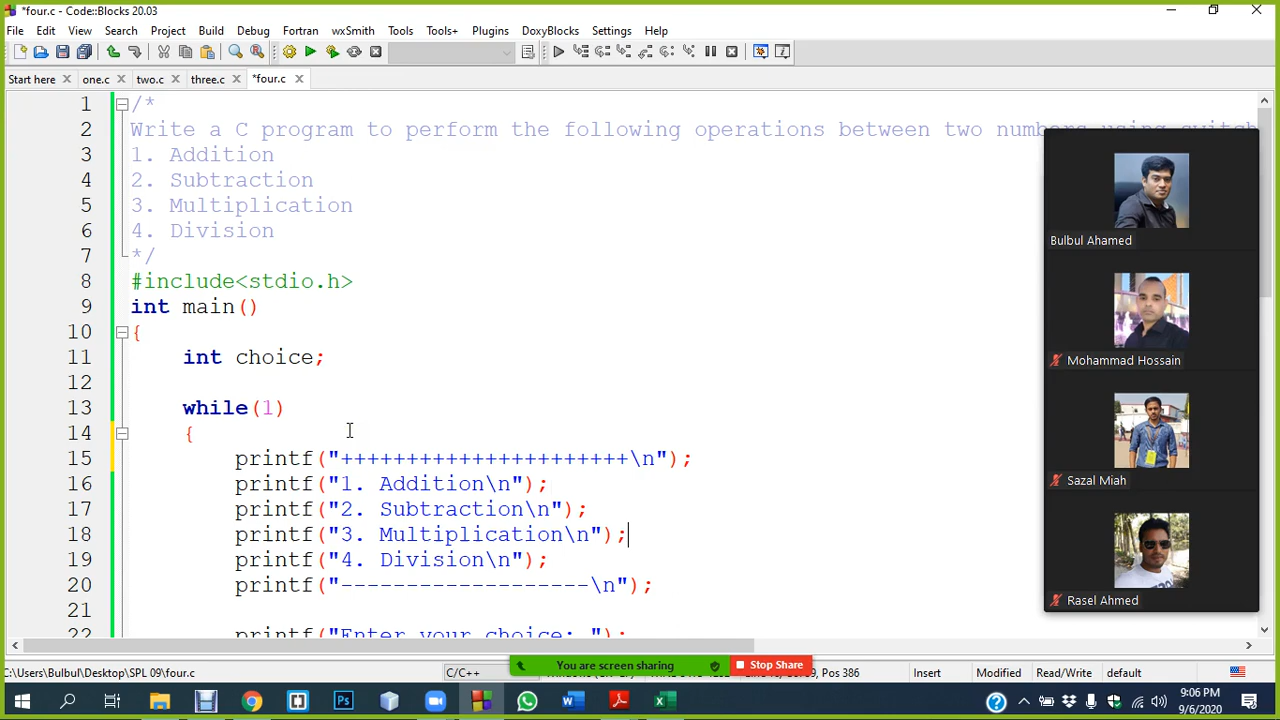 *four.c - Code::Blocks 20.03
File Edit View Search Project Build Debug Fortran wxSmith Tools Tools+ Plugins DoxyBlocks Settings Help
Start here one.c two.c three.c *four.c
1 /*
2 Write a C program to perform the following operations between two numbers using switch
3 1. Addition
4 2. Subtraction
5 3. Multiplication
6 4. Division
7 */
8 #include<stdio.h>
9 int main()
10 {
11 int choice;
12
13 while(1)
14 {
15 printf("++++++++++++++++++++++\n");
16 printf("1. Addition\n");
17 printf("2. Subtraction\n");
18 printf("3. Multiplication\n");
19 printf("4. Division\n");
20 printf("-------------------\n");
21
22 printf("Enter your choice: ");
Bulbul Ahamed
Mohammad Hossain
Sazal Miah
Rasel Ahmed
C:\Users\Bulbul\Desktop\SPL 09\four.c C/C++ Pos 386 Insert Modified Read/Write default
You are screen sharing Stop Share
9:06 PM
9/6/2020